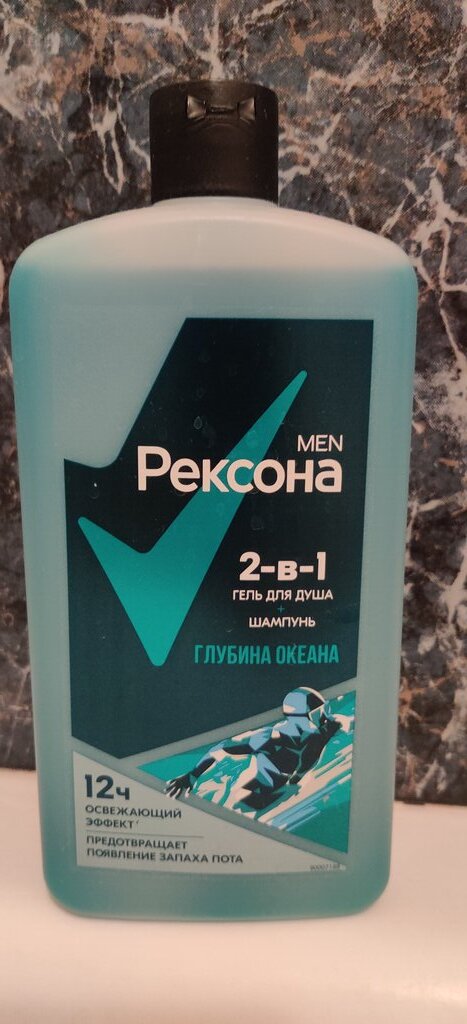 MEN
Рексона
2-в-1
ГЕЛЬ ДЛЯ ДУША
+
ШАМПУНЬ
ГЛУБИНА ОКЕАНА
12ч
ОСВЕЖАЮЩИЙ
ЭФФЕКТ
ПРЕДОТВРАЩАЕТ
ПОЯВЛЕНИЕ ЗАПАХА ПОТА